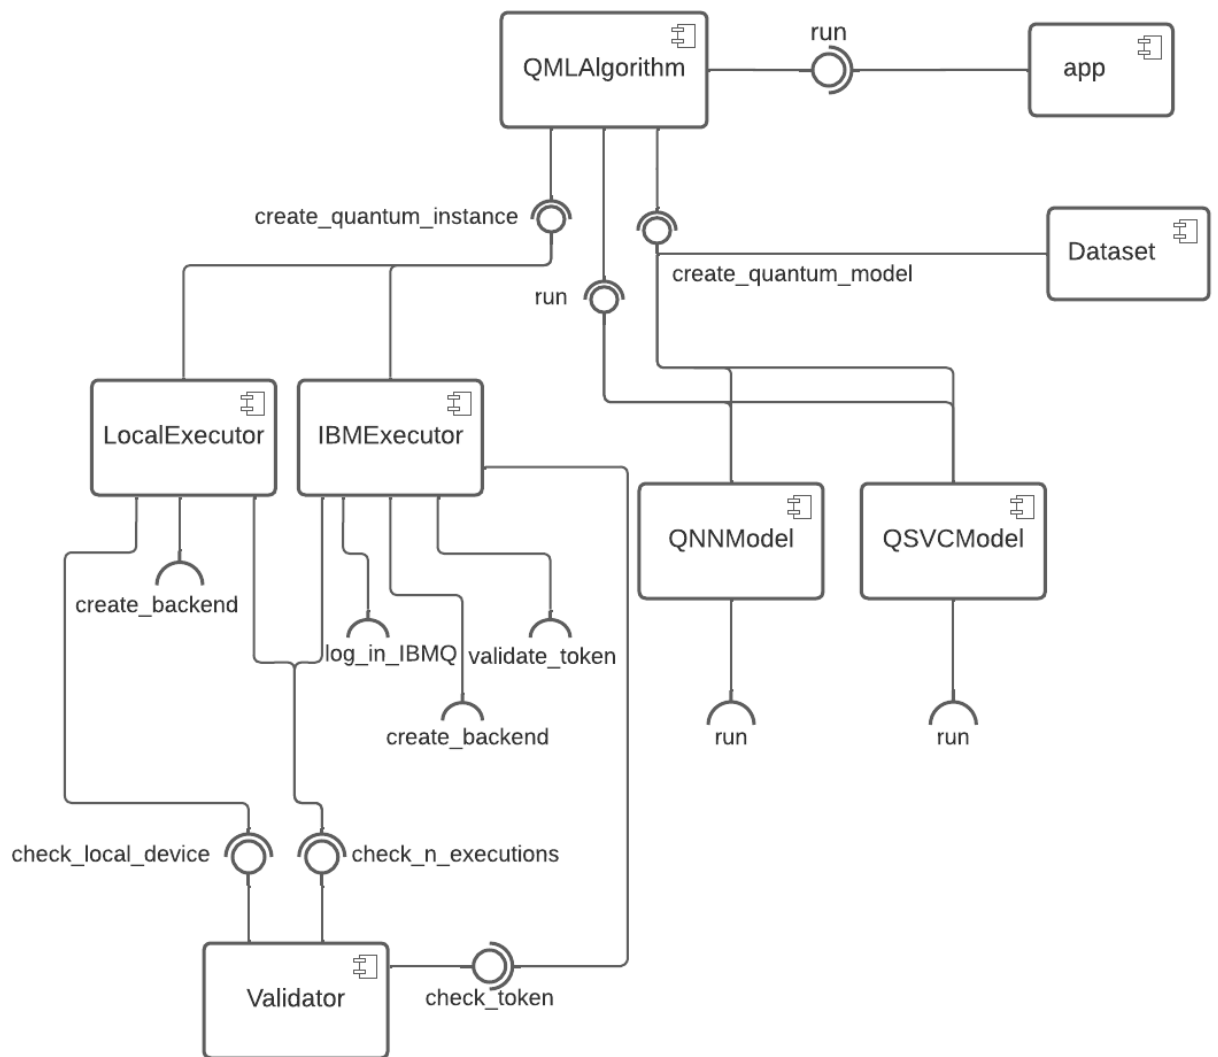 run
QMLAlgorithm
app
create_quantum_instance
Dataset
create_quantum_model
run
LocalExecutor
IBMExecutor
QNNModel
QSVCModel
create_backend
log_in_IBMQ
validate_token
create_backend
run
run
check_local_device
check_n_executions
Validator
check_token